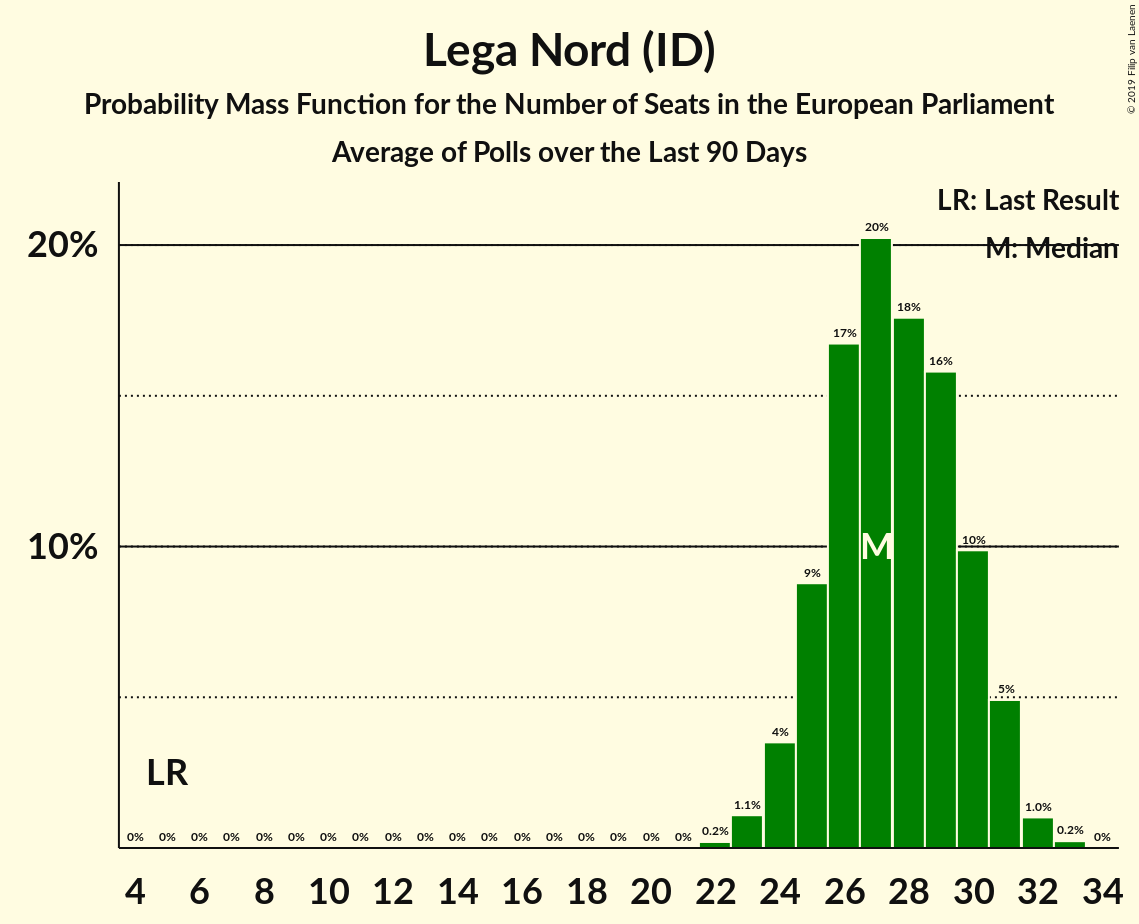 Lega Nord (ID)
Probability Mass Function for the Number of Seats in the European Parliament
Average of Polls over the Last 90 Days
© 2019 Filip van Laenen
LR: Last Result
M: Median
20%
10%
20%
18%
17%
16%
10%
9%
5%
4%
1.1%
1.0%
0.2%
0.2%
M
LR
0% 0% 0% 0% 0% 0% 0% 0% 0% 0% 0% 0% 0% 0% 0% 0% 0% 0% 0%
4 6 8 10 12 14 16 18 20 22 24 26 28 30 32 34